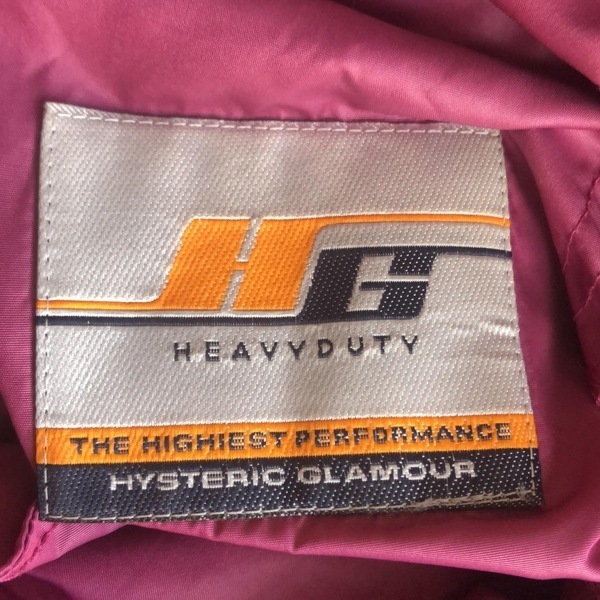 HG
HEAVYDUTY
THE HIGHIEST PERFORMANCE
HYSTERIC GLAMOUR